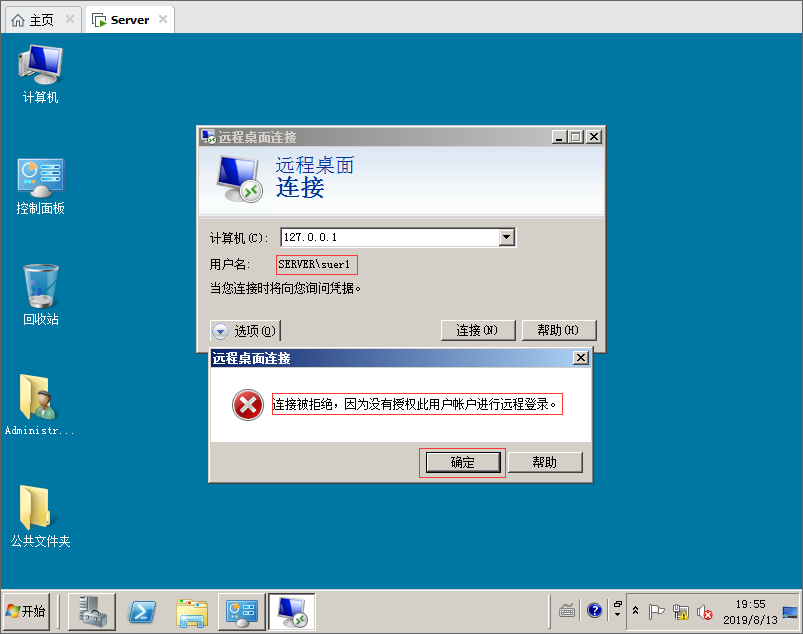 主页
Server
计算机
控制面板
回收站
Administr...
公共文件夹
远程桌面连接
远程桌面
连接
计算机(C):
127.0.0.1
用户名:
SERVER\suer1
当您连接时将向您询问凭据。
选项(O)
连接(N)
帮助(H)
远程桌面连接
连接被拒绝，因为没有授权此用户帐户进行远程登录。
确定
帮助
开始
19:55
2019/8/13